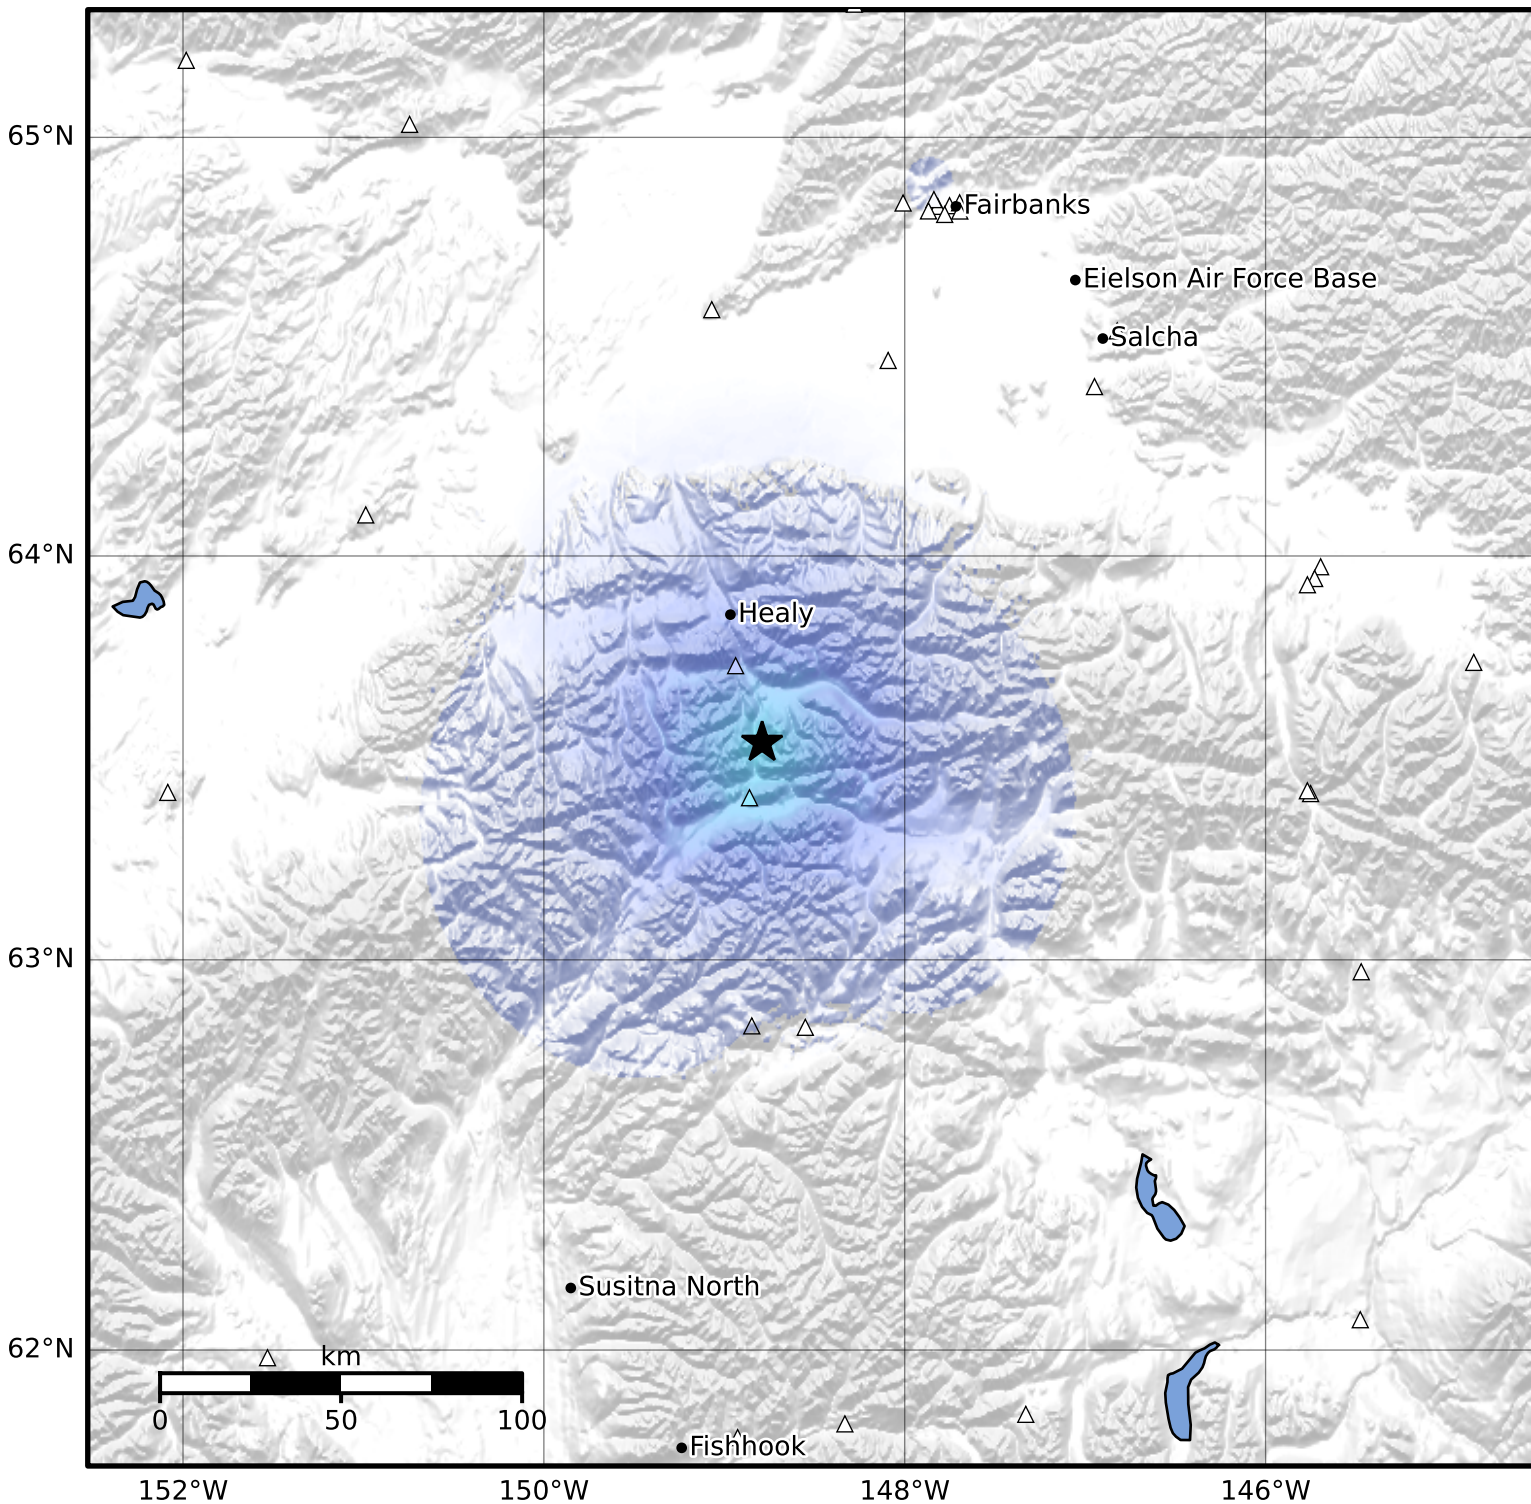 65°N
Fairbanks
Eielson Air Force Base
Salcha
64°N
Healy
63°N
Susitna North
62°N
km
0 50 100
Fishhook
152°W 150°W 148°W 146°W